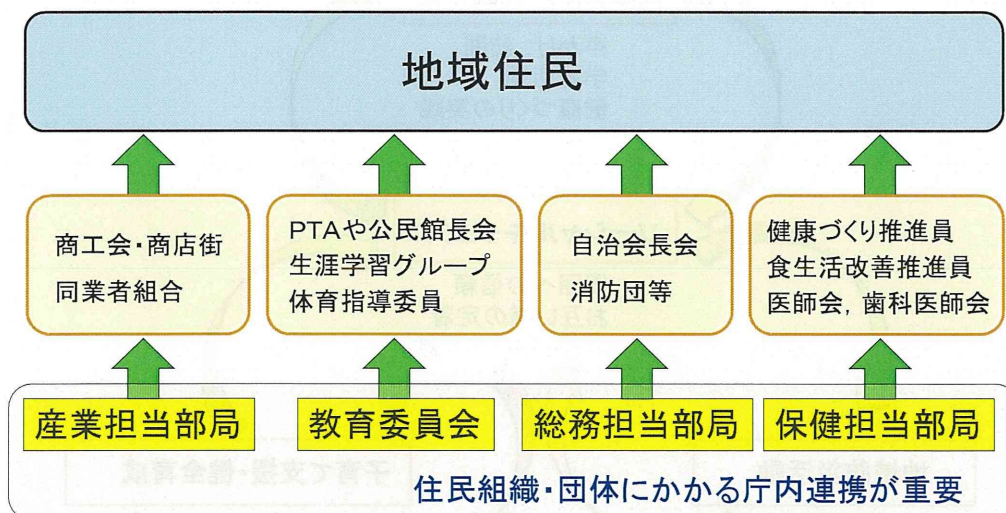 地域住民
商工会・商店街
同業者組合
PTAや公民館長会
生涯学習グループ
体育指導委員
自治会長会
消防団等
健康づくり推進員
食生活改善推進員
医師会，歯科医師会
産業担当部局
教育委員会
総務担当部局
保健担当部局
住民組織・団体にかかる庁内連携が重要